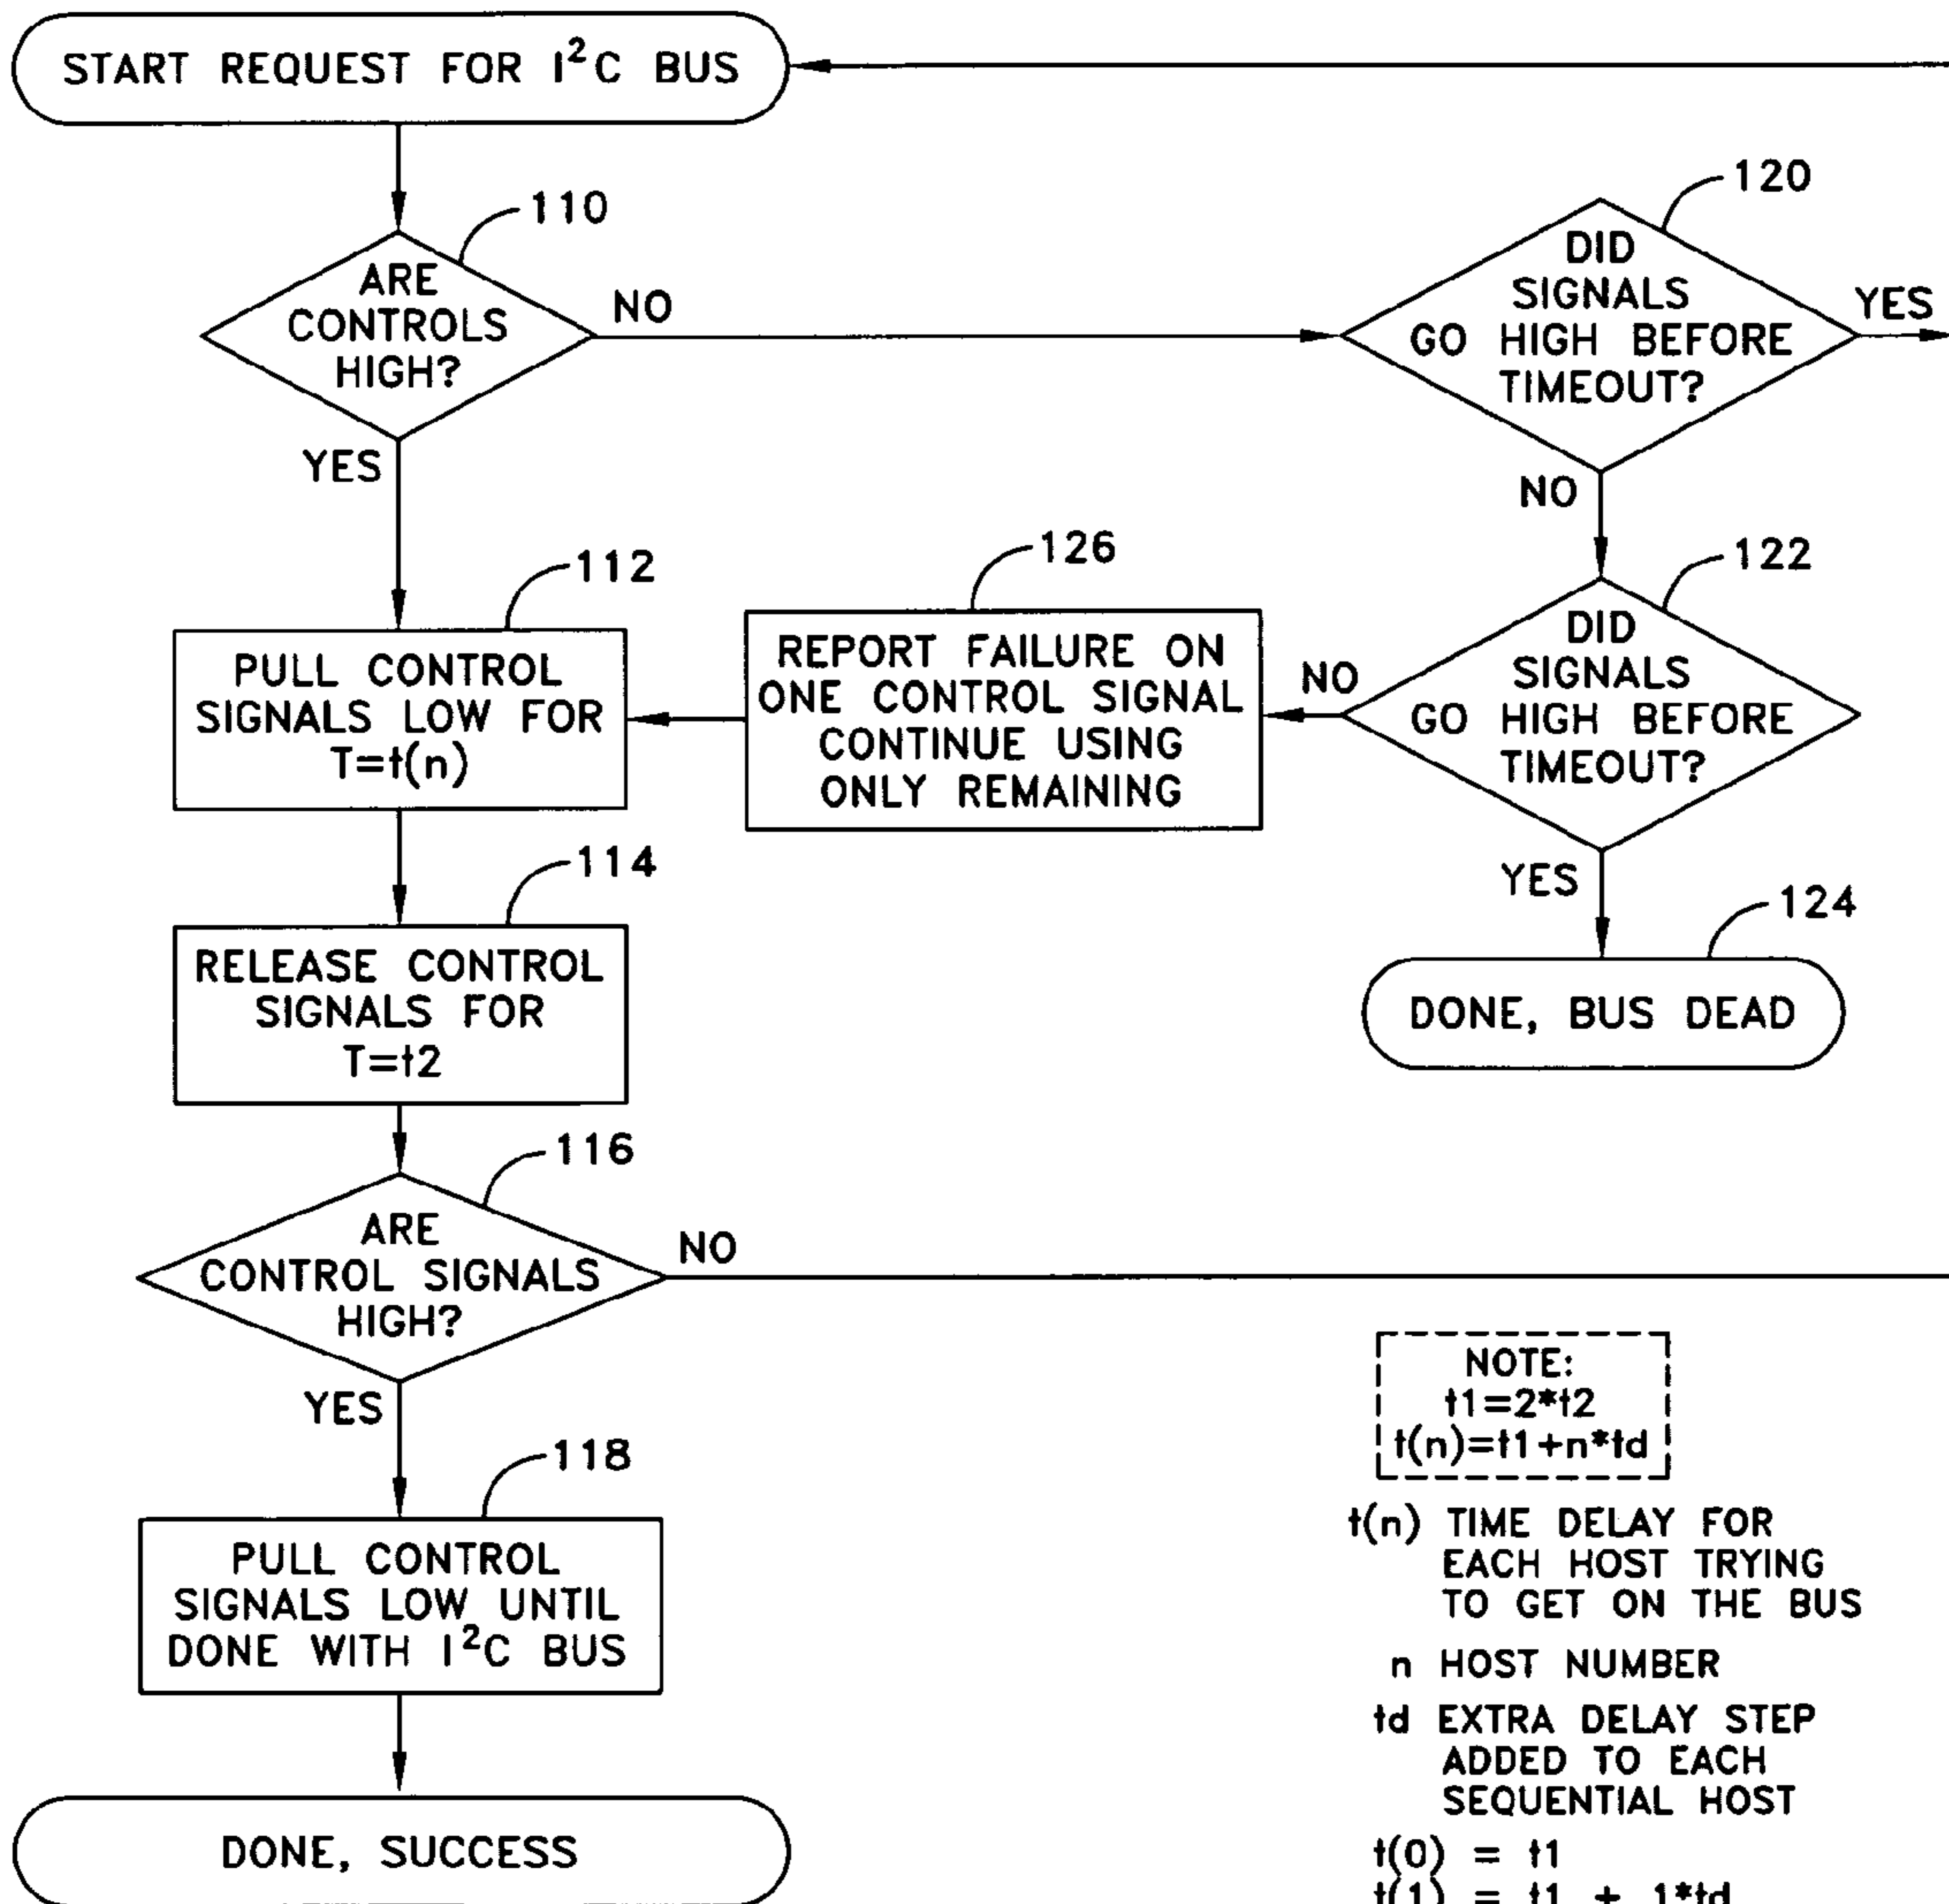 START REQUEST FOR I²C BUS
110
ARE
CONTROLS
HIGH?
NO
YES
120
DID
SIGNALS
GO HIGH BEFORE
TIMEOUT?
YES
NO
112
PULL CONTROL
SIGNALS LOW FOR
T=t(n)
126
REPORT FAILURE ON
ONE CONTROL SIGNAL
CONTINUE USING
ONLY REMAINING
NO
122
DID
SIGNALS
GO HIGH BEFORE
TIMEOUT?
YES
124
DONE, BUS DEAD
114
RELEASE CONTROL
SIGNALS FOR
T=t2
116
ARE
CONTROL SIGNALS
HIGH?
NO
YES
118
PULL CONTROL
SIGNALS LOW UNTIL
DONE WITH I²C BUS
DONE, SUCCESS
NOTE:
t1=2*t2
t(n)=t1+n*td
t(n) TIME DELAY FOR
EACH HOST TRYING
TO GET ON THE BUS
n HOST NUMBER
td EXTRA DELAY STEP
ADDED TO EACH
SEQUENTIAL HOST
t(0) = t1
t(1) = t1 + 1*td